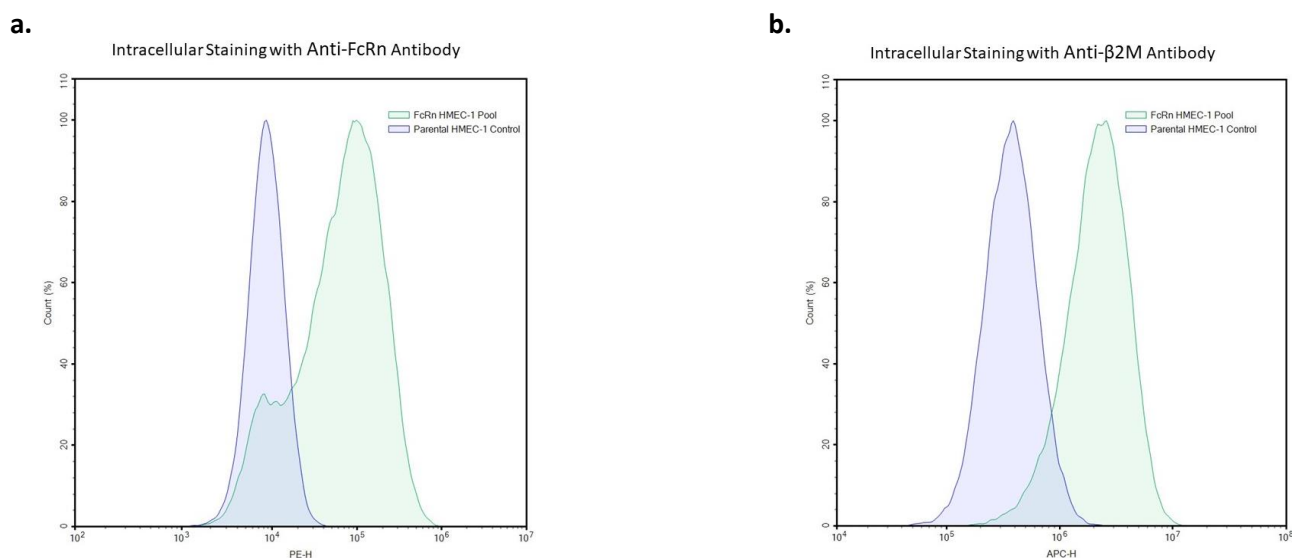 a.
Intracellular Staining with Anti-FcRn Antibody
110
100
80
60
40
20
0
Count (%)
FcRn HMEC-1 Pool
Parental HMEC-1 Control
10²
10³
10⁴
10⁵
10⁶
10⁷
PE-H
b.
Intracellular Staining with Anti-β2M Antibody
110
100
80
60
40
20
0
Count (%)
FcRn HMEC-1 Pool
Parental HMEC-1 Control
10⁴
10⁵
10⁶
10⁷
10⁸
APC-H